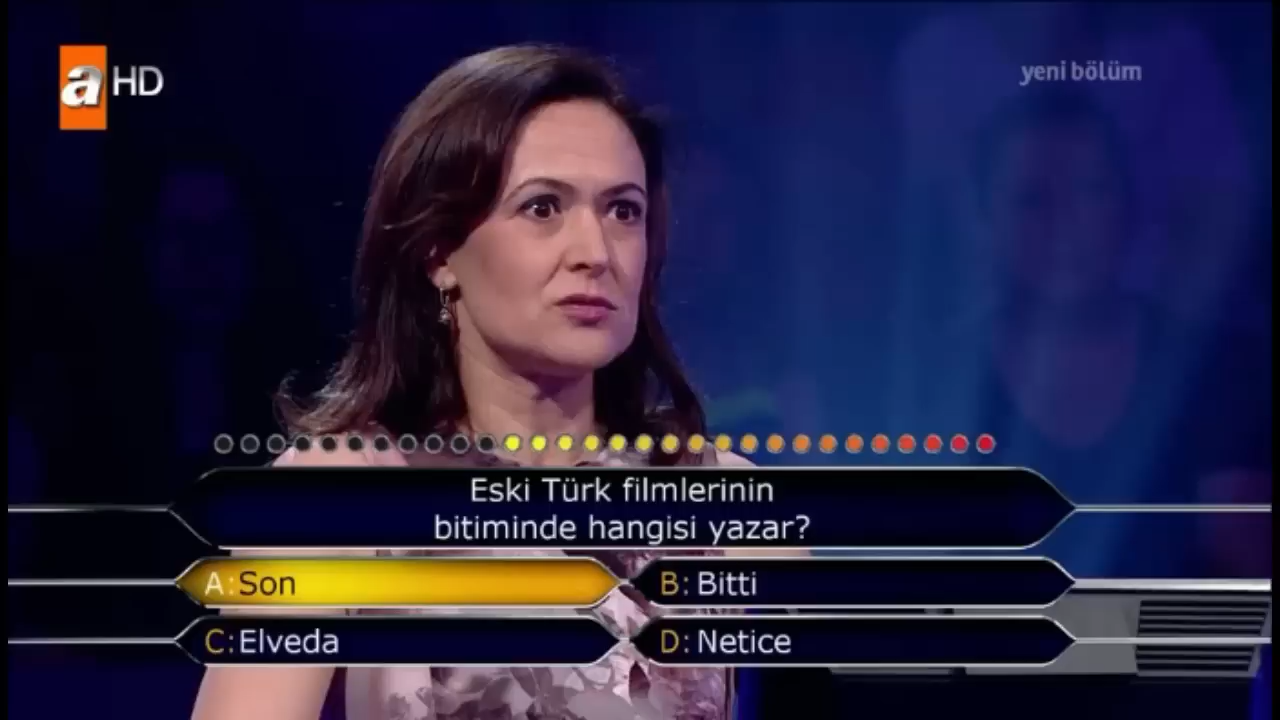 a HD
yeni bölüm
Eski Türk filmlerinin
bitiminde hangisi yazar?
A: Son
B: Bitti
C: Elveda
D: Netice